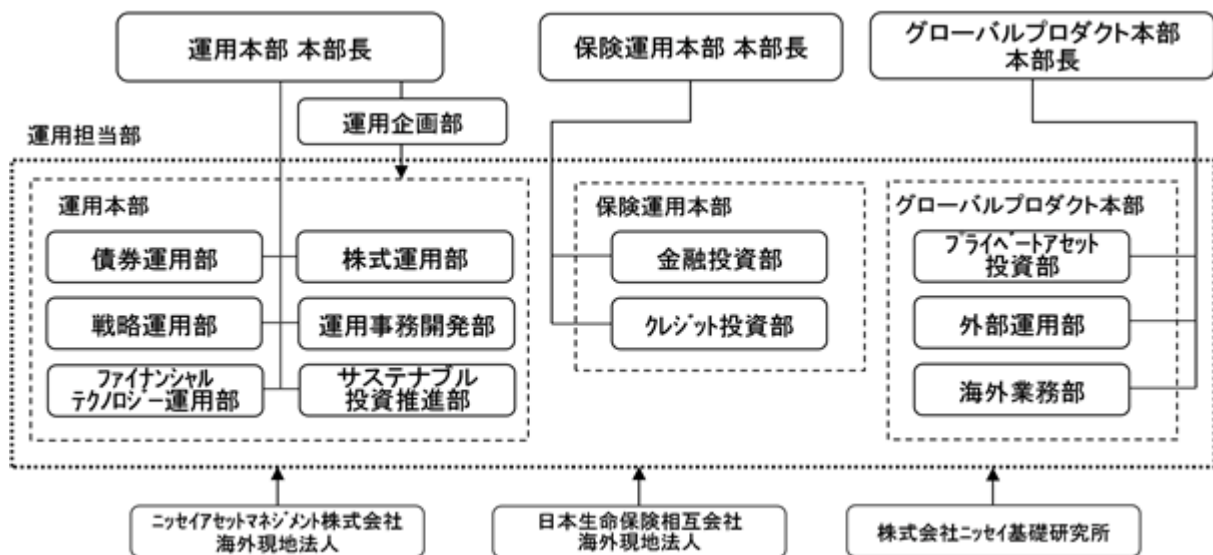 運用本部 本部長
保険運用本部 本部長
グローバルプロダクト本部
本部長
運用企画部
運用担当部
運用本部
債券運用部
株式運用部
戦略運用部
運用事務開発部
ファイナンシャル
テクノロジー運用部
サステナブル
投資推進部
保険運用本部
金融投資部
クレジット投資部
グローバルプロダクト本部
プライベートアセット
投資部
外部運用部
海外業務部
ニッセイアセットマネジメント株式会社
海外現地法人
日本生命保険相互会社
海外現地法人
株式会社ニッセイ基礎研究所